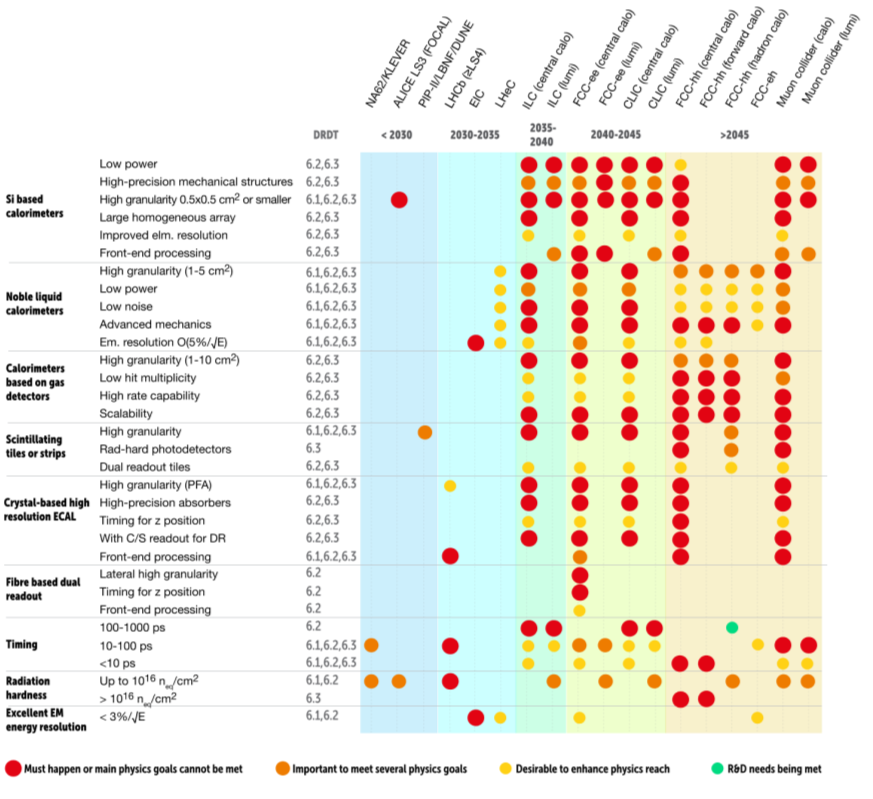 NA62/KLEVER
ALICE LS3 (FOCAL)
PIP-II/LBNF/DUNE
LHCb (≥LS4)
EIC
LHeC
ILC (central calo)
ILC (lumi)
FCC-ee (central calo)
FCC-ee (lumi)
CLIC (central calo)
CLIC (lumi)
FCC-hh (central calo)
FCC-hh (forward calo)
FCC-hh (hadron calo)
FCC-eh
Muon collider (calo)
Muon collider (lumi)
DRDT < 2030 2030-2035 2035-2040 2040-2045 >2045
Si based calorimeters
Low power 6.2,6.3
High-precision mechanical structures 6.2,6.3
High granularity 0.5x0.5 cm² or smaller 6.1,6.2,6.3
Large homogeneous array 6.2,6.3
Improved elm. resolution 6.2,6.3
Front-end processing 6.2,6.3
Noble liquid calorimeters
High granularity (1-5 cm²) 6.1,6.2,6.3
Low power 6.1,6.2,6.3
Low noise 6.1,6.2,6.3
Advanced mechanics 6.1,6.2,6.3
Em. resolution O(5%/√E) 6.1,6.2,6.3
Calorimeters based on gas detectors
High granularity (1-10 cm²) 6.2,6.3
Low hit multiplicity 6.2,6.3
High rate capability 6.2,6.3
Scalability 6.2,6.3
Scintillating tiles or strips
High granularity 6.1,6.2,6.3
Rad-hard photodetectors 6.3
Dual readout tiles 6.2,6.3
Crystal-based high resolution ECAL
High granularity (PFA) 6.1,6.2,6.3
High-precision absorbers 6.2,6.3
Timing for z position 6.2,6.3
With C/S readout for DR 6.2,6.3
Front-end processing 6.1,6.2,6.3
Fibre based dual readout
Lateral high granularity 6.2
Timing for z position 6.2
Front-end processing 6.2
Timing
100-1000 ps 6.2
10-100 ps 6.1,6.2,6.3
<10 ps 6.1,6.2,6.3
Radiation hardness
Up to 10¹⁶ n_eq/cm² 6.1,6.2
> 10¹⁶ n_eq/cm² 6.3
Excellent EM energy resolution
< 3%/√E 6.1,6.2
Must happen or main physics goals cannot be met
Important to meet several physics goals
Desirable to enhance physics reach
R&D needs being met